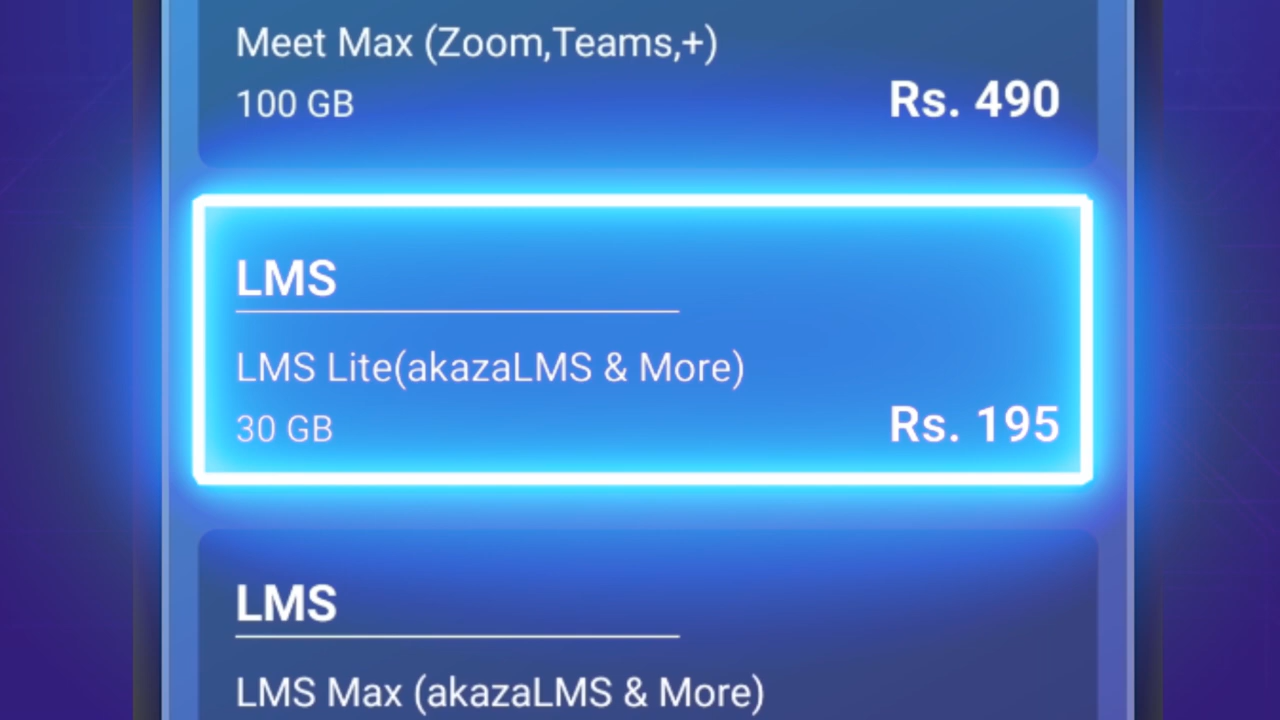 Meet Max (Zoom,Teams,+)
100 GB
Rs. 490
LMS
LMS Lite(akazaLMS & More)
30 GB
Rs. 195
LMS
LMS Max (akazaLMS & More)